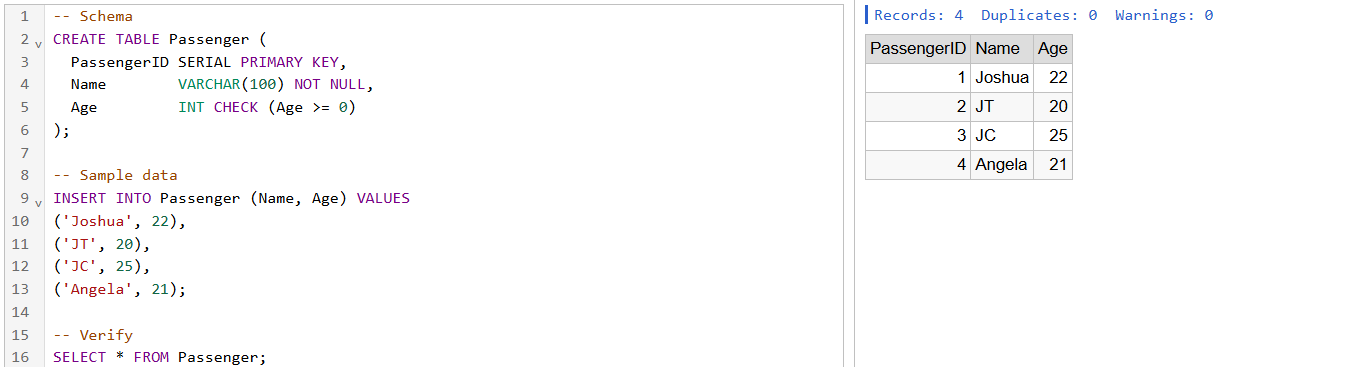 1 -- Schema
2 CREATE TABLE Passenger (
3   PassengerID SERIAL PRIMARY KEY,
4   Name        VARCHAR(100) NOT NULL,
5   Age         INT CHECK (Age >= 0)
6 );
7
8 -- Sample data
9 INSERT INTO Passenger (Name, Age) VALUES
10 ('Joshua', 22),
11 ('JT', 20),
12 ('JC', 25),
13 ('Angela', 21);
14
15 -- Verify
16 SELECT * FROM Passenger;
Records: 4  Duplicates: 0  Warnings: 0
PassengerID Name Age
1 Joshua 22
2 JT 20
3 JC 25
4 Angela 21